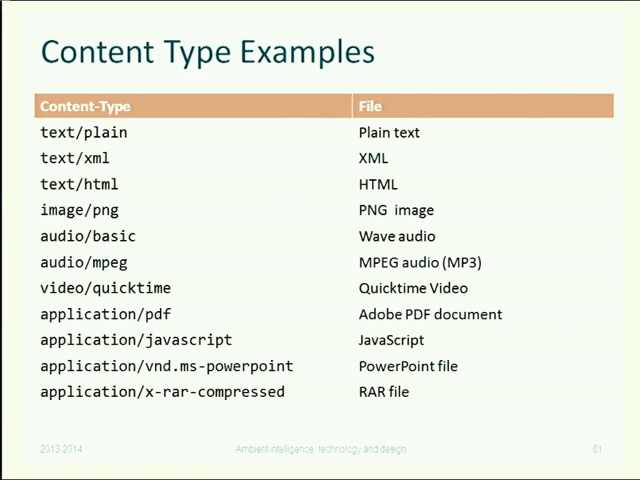 Content Type Examples
Content-Type File
text/plain Plain text
text/xml XML
text/html HTML
image/png PNG image
audio/basic Wave audio
audio/mpeg MPEG audio (MP3)
video/quicktime Quicktime Video
application/pdf Adobe PDF document
application/javascript JavaScript
application/vnd.ms-powerpoint PowerPoint file
application/x-rar-compressed RAR file
2013-2014 Ambient intelligence: technology and design 61